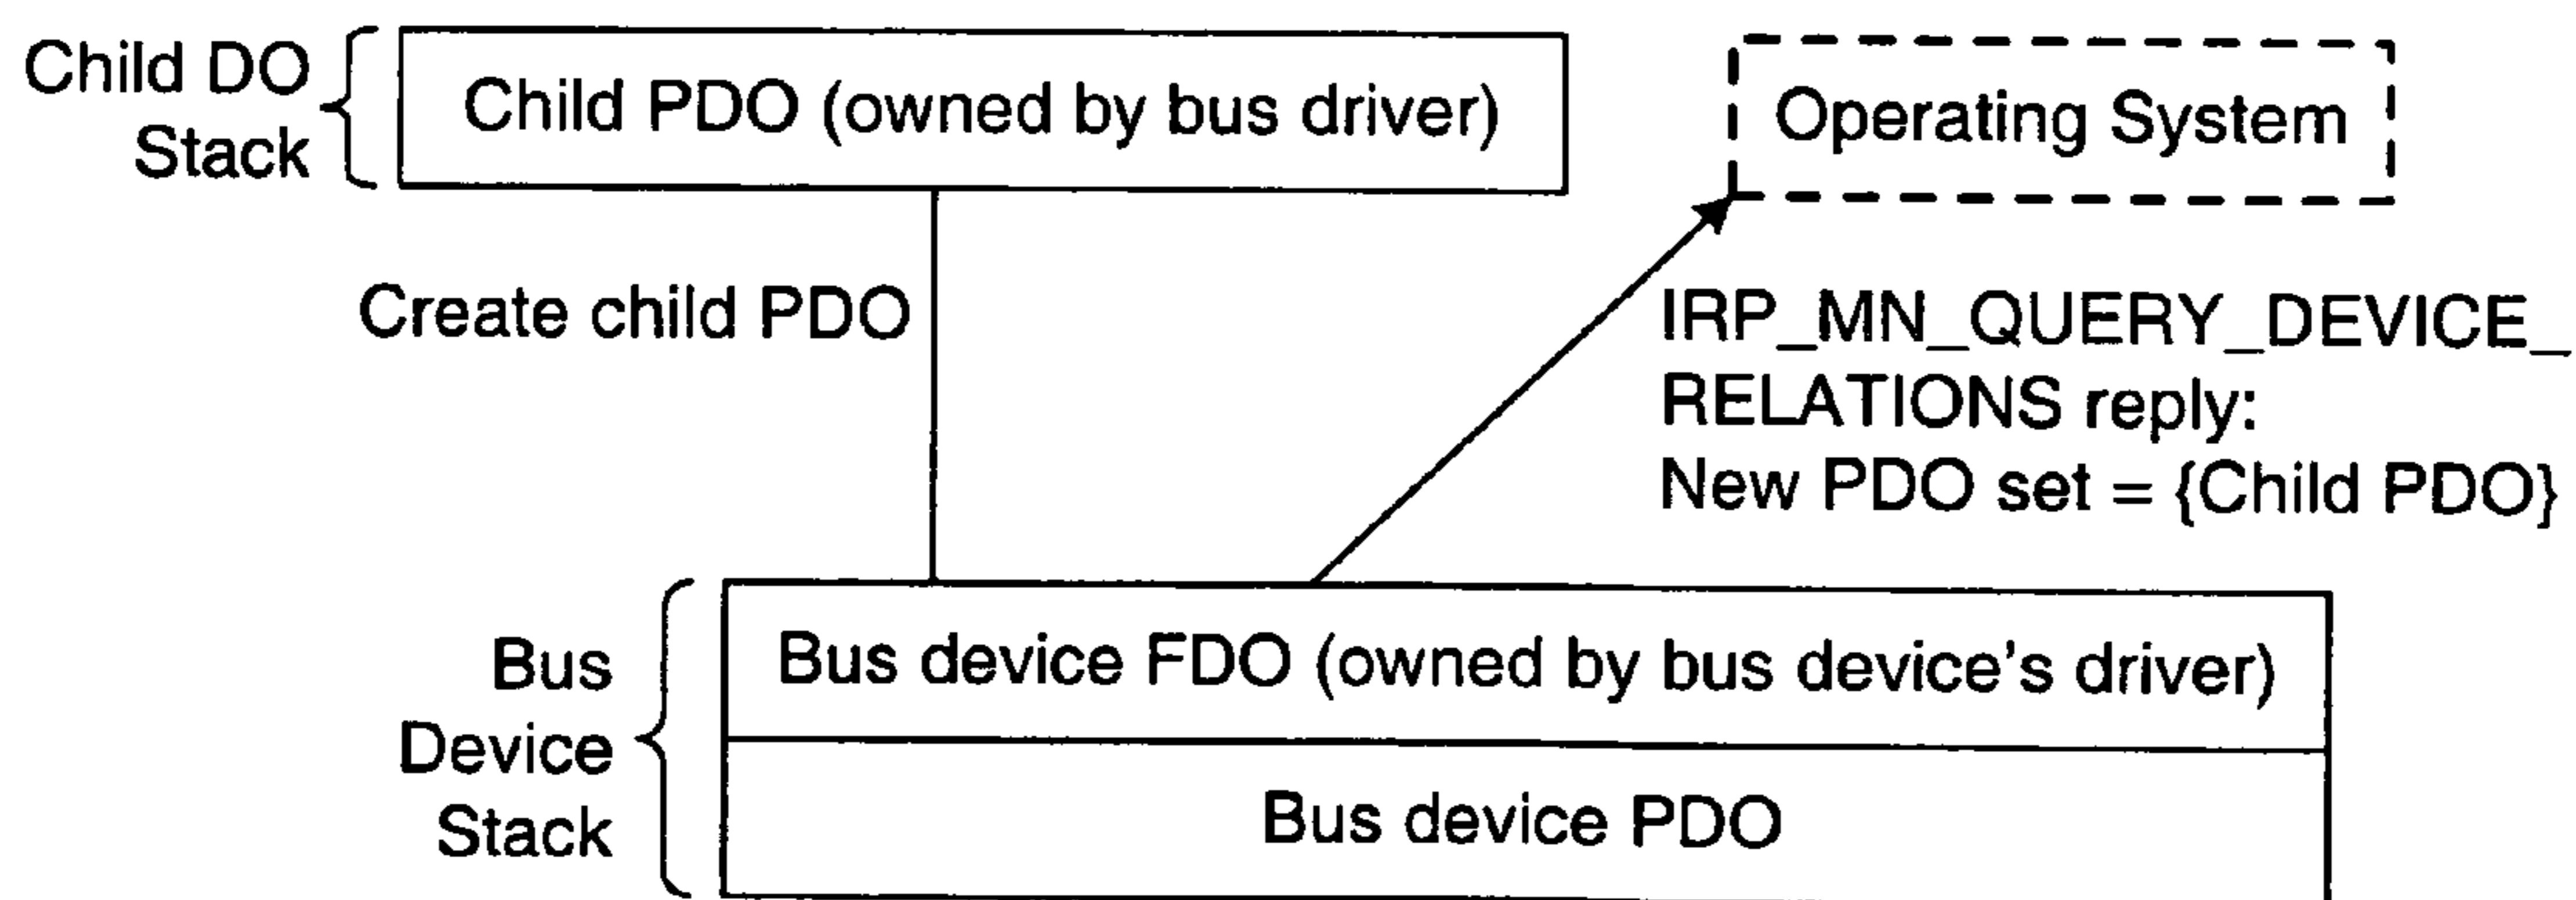 Child DO
Stack
Child PDO (owned by bus driver)
Operating System
Create child PDO
IRP_MN_QUERY_DEVICE_
RELATIONS reply:
New PDO set = {Child PDO}
Bus
Device
Stack
Bus device FDO (owned by bus device's driver)
Bus device PDO